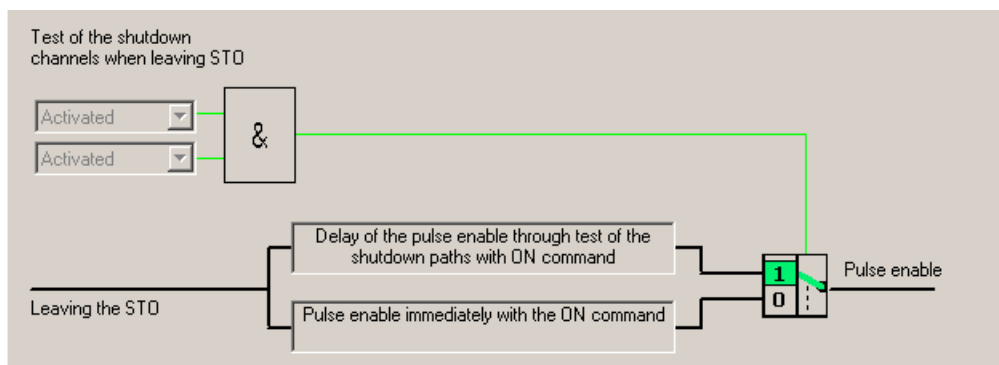 Test of the shutdown
channels when leaving STO
Activated
Activated
&
Delay of the pulse enable through test of the
shutdown paths with ON command
1
0
Pulse enable
Leaving the STO
Pulse enable immediately with the ON command